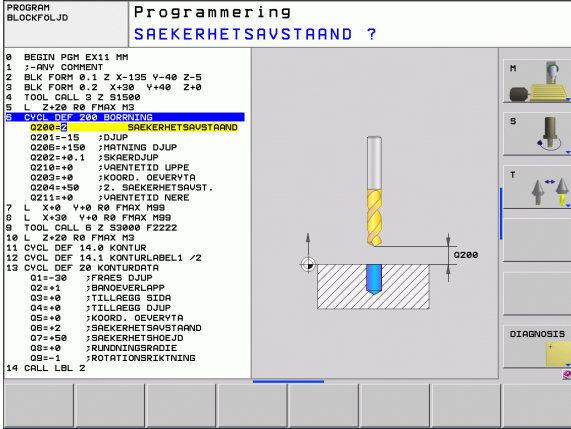 PROGRAM
BLOCKFÖLJD
Programmering
SAEKERHETSAVSTAAND ?
0 BEGIN PGM EX11 MM
1 ;-ANY COMMENT
2 BLK FORM 0.1 Z X-135 Y-40 Z-5
3 BLK FORM 0.2 X+30 Y+40 Z+0
4 TOOL CALL 3 Z S1500
5 L Z+20 R0 FMAX M3
6 CYCL DEF 200 BORRNING
Q200=2 SAEKERHETSAVSTAAND
Q201=-15 ;DJUP
Q206=+150 ;MATNING DJUP
Q202=+0.1 ;SKAERDJUP
Q210=+0 ;VAENTETID UPPE
Q203=+0 ;KOORD. OEVERYTA
Q204=+50 ;2. SAEKERHETSAVST.
Q211=+0 ;VAENTETID NERE
7 L X+0 Y+0 R0 FMAX M99
8 L X+30 Y+0 R0 FMAX M99
9 TOOL CALL 6 Z S3000 F2222
10 L Z+20 R0 FMAX M3
11 CYCL DEF 14.0 KONTUR
12 CYCL DEF 14.1 KONTURLABEL1 /2
13 CYCL DEF 20 KONTURDATA
Q1=-30 ;FRAES DJUP
Q2=+1 ;BANOEVERLAPP
Q3=+0 ;TILLAEGG SIDA
Q4=+0 ;TILLAEGG DJUP
Q5=+0 ;KOORD. OEVERYTA
Q6=+2 ;SAEKERHETSAVSTAAND
Q7=+50 ;SAEKERHETSHOEJD
Q8=+0 ;RUNDNINGSRADIE
Q9=-1 ;ROTATIONSRIKTNING
14 CALL LBL 2
Q200
M
S
T
DIAGNOSIS